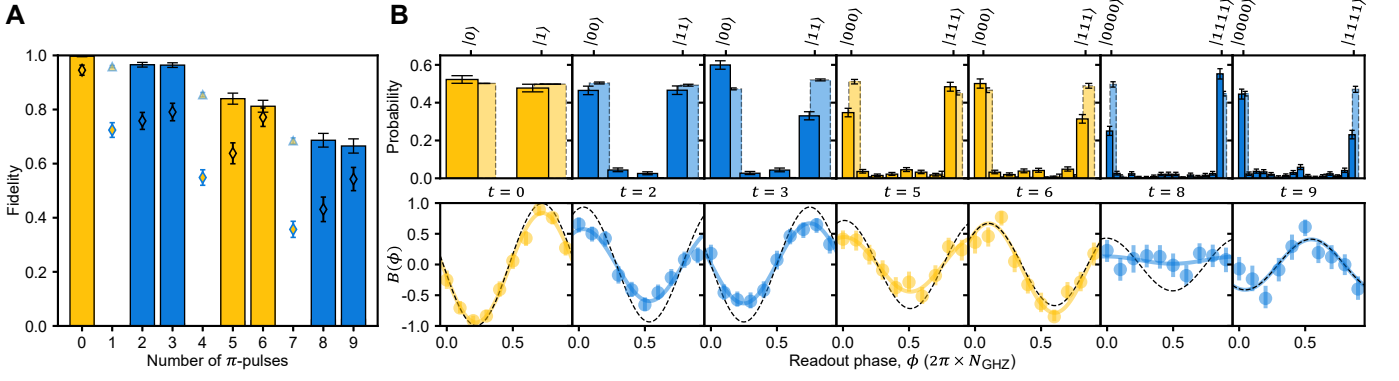 A
B
|0⟩ |1⟩ |00⟩ |11⟩ |00⟩ |11⟩ |000⟩ |111⟩ |000⟩ |111⟩ |0000⟩ |1111⟩ |0000⟩ |1111⟩
Fidelity
1.0
0.8
0.6
0.4
0.2
0.0
0 1 2 3 4 5 6 7 8 9
Number of π-pulses
Probability
0.6
0.4
0.2
0.0
t = 0 t = 2 t = 3 t = 5 t = 6 t = 8 t = 9
B(ϕ)
1.0
0.5
0.0
-0.5
-1.0
0.0 0.5 0.0 0.5 0.0 0.5 0.0 0.5 0.0 0.5 0.0 0.5 0.0 0.5
Readout phase, ϕ (2π × N_GHZ)